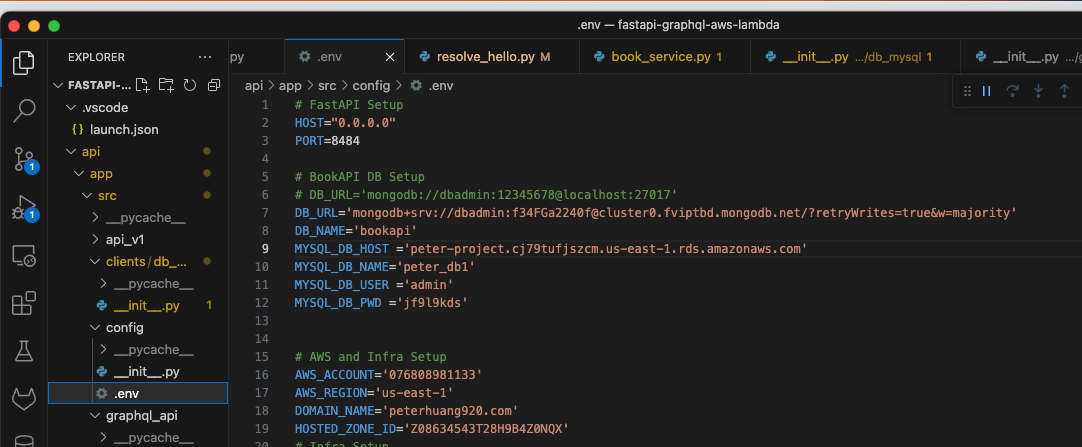 .env — fastapi-graphql-aws-lambda
EXPLORER ...
py .env × resolve_hello.py M book_service.py 1 __init__.py .../db_mysql 1 __init__.py
FASTAPI-...
api > app > src > config > .env
.vscode
launch.json
api
app
src
__pycache__
api_v1
clients/db_...
__pycache__
__init__.py 1
config
__pycache__
__init__.py
.env
graphql_api
__pycache__
1
1
1 # FastAPI Setup
2 HOST="0.0.0.0"
3 PORT=8484
4
5 # BookAPI DB Setup
6 # DB_URL='mongodb://dbadmin:12345678@localhost:27017'
7 DB_URL='mongodb+srv://dbadmin:f34FGa2240f@cluster0.fviptbd.mongodb.net/?retryWrites=true&w=majority'
8 DB_NAME='bookapi'
9 MYSQL_DB_HOST ='peter-project.cj79tufjszcm.us-east-1.rds.amazonaws.com'
10 MYSQL_DB_NAME='peter_db1'
11 MYSQL_DB_USER ='admin'
12 MYSQL_DB_PWD ='jf9l9kds'
13
14
15 # AWS and Infra Setup
16 AWS_ACCOUNT='076808981133'
17 AWS_REGION='us-east-1'
18 DOMAIN_NAME='peterhuang920.com'
19 HOSTED_ZONE_ID='Z08634543T28H9B4Z0NQX'
20 # Infra Setup